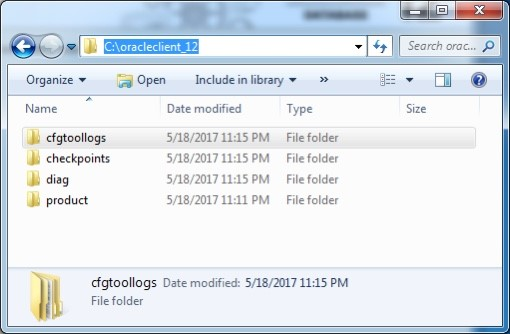 DATABASE
C:\oracleclient_12
Search orac...
Organize Open Include in library »
Name Date modified Type Size
cfgtoollogs 5/18/2017 11:15 PM File folder
checkpoints 5/18/2017 11:15 PM File folder
diag 5/18/2017 11:15 PM File folder
product 5/18/2017 11:11 PM File folder
cfgtoollogs Date modified: 5/18/2017 11:15 PM
File folder